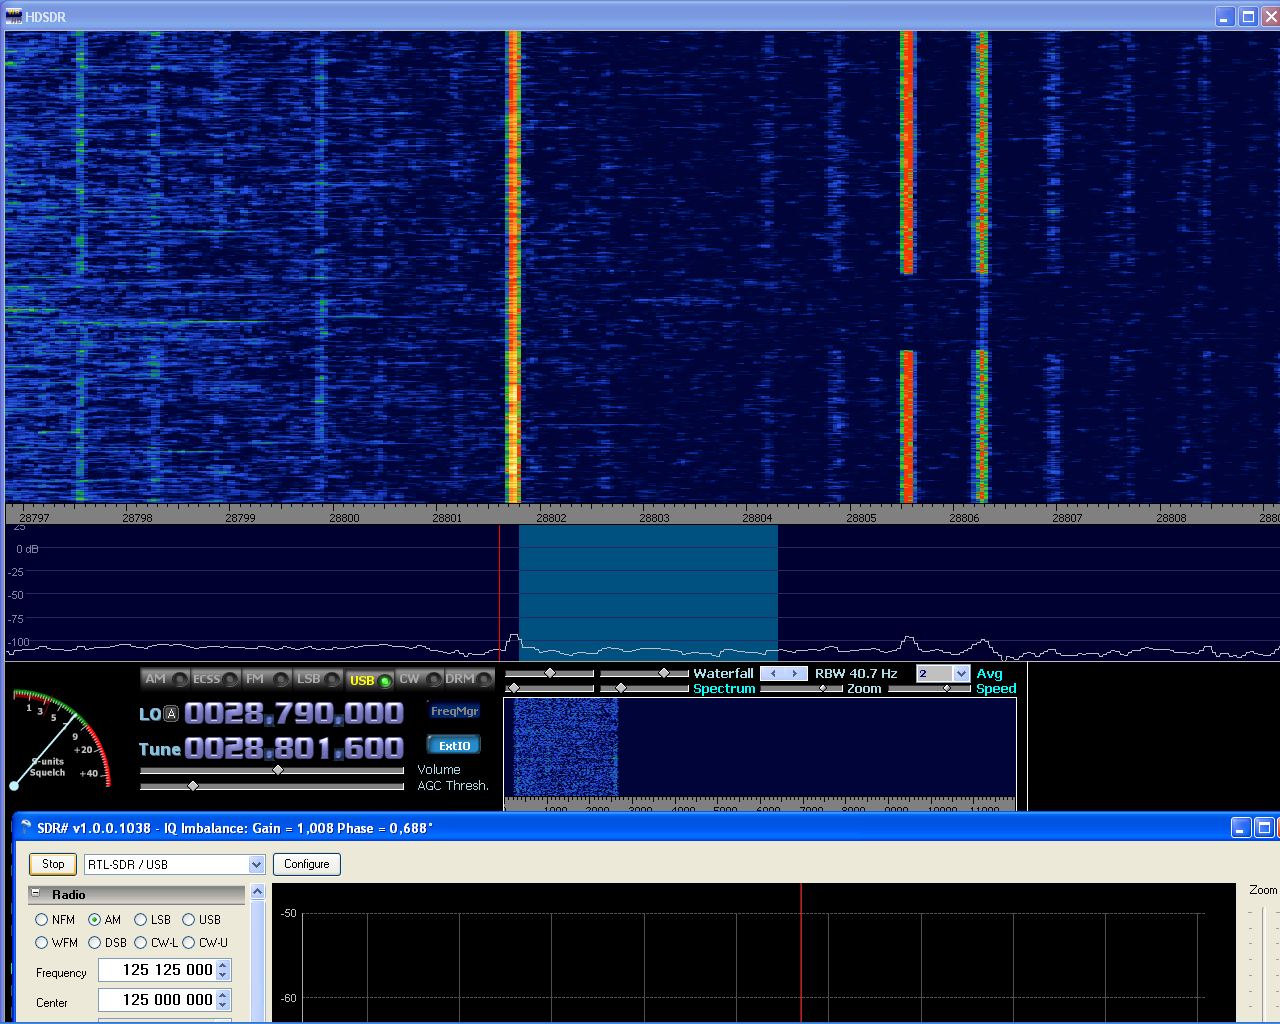 HDSDR
28797 28798 28799 28800 28801 28802 28803 28804 28805 28806 28807 28808 2880
25
0 dB
-25
-50
-75
-100
AM ECSS FM LSB USB CW DRM
Waterfall RBW 40.7 Hz 2 Avg
Spectrum Zoom Speed
LO A 0028.790.000 FreqMgr
Tune 0028.801.600 ExtIO
Volume
AGC Thresh.
1 3 5 7 9 +20 +40
S-units
Squelch
1000 2000 3000 4000 5000 6000 7000 8000 9000 10000 11000
SDR# v1.0.0.1038 - IQ Imbalance: Gain = 1,008 Phase = 0,688°
Stop RTL-SDR / USB Configure
Radio
NFM AM LSB USB
WFM DSB CW-L CW-U
Frequency 125 125 000
Center 125 000 000
-50
-60
Zoom